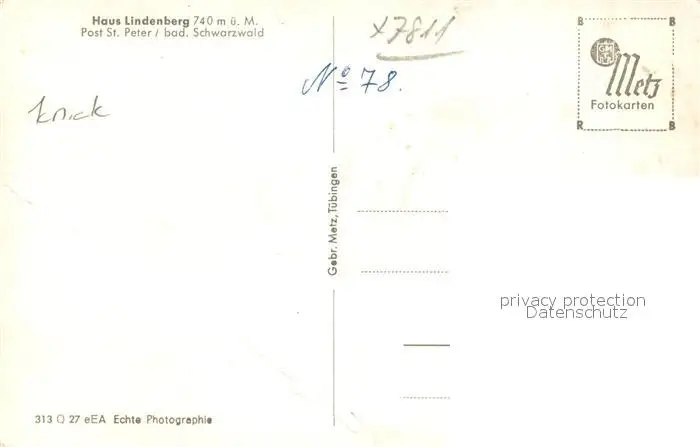 Haus Lindenberg 740 m ü. M.
Post St. Peter / bad. Schwarzwald
x7811
B B
Metz
Fotokarten
R B
No 78.
knick
Gebr. Metz, Tübingen
privacy protection
Datenschutz
313 Q 27 eEA Echte Photographie